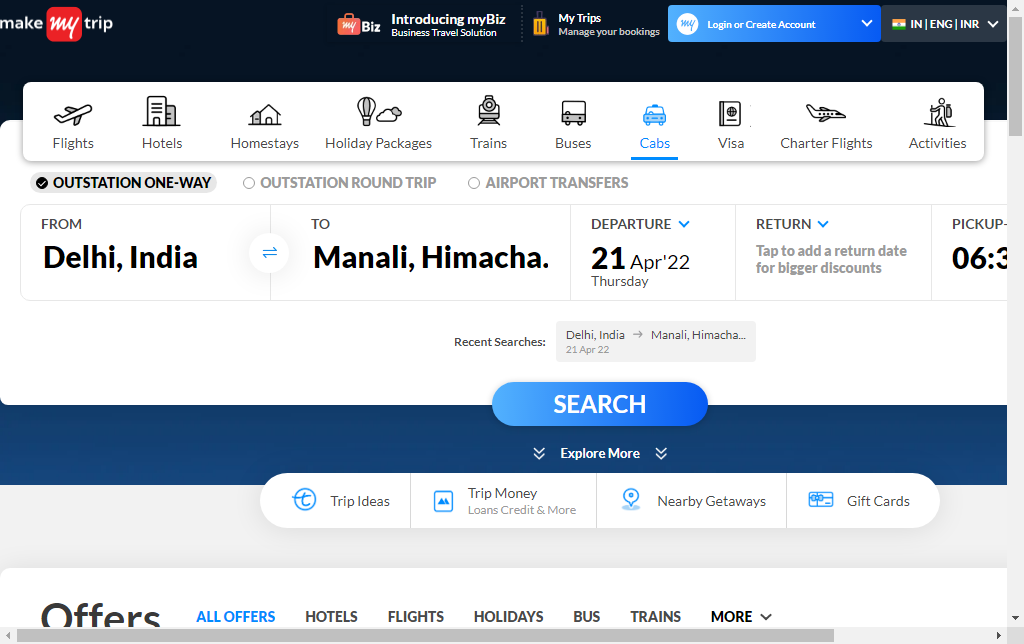 make my trip
my Biz
Introducing myBiz
Business Travel Solution
My Trips
Manage your bookings
my
Login or Create Account
IN | ENG | INR
Flights
Hotels
Homestays
Holiday Packages
Trains
Buses
Cabs
Visa
Charter Flights
Activities
OUTSTATION ONE-WAY
OUTSTATION ROUND TRIP
AIRPORT TRANSFERS
FROM
Delhi, India
TO
Manali, Himacha.
DEPARTURE
21 Apr'22
Thursday
RETURN
Tap to add a return date
for bigger discounts
PICKUP-
06:3
Recent Searches:
Delhi, India → Manali, Himacha...
21 Apr 22
SEARCH
Explore More
Trip Ideas
Trip Money
Loans Credit & More
Nearby Getaways
Gift Cards
Offers
ALL OFFERS
HOTELS
FLIGHTS
HOLIDAYS
BUS
TRAINS
MORE